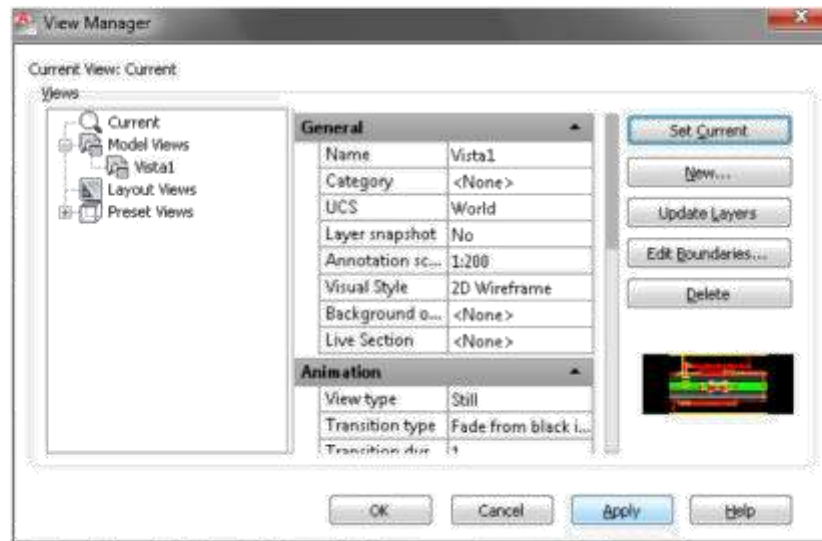 View Manager
Current View: Current
Views
Current
Model Views
Vista1
Layout Views
Preset Views
General
Name Vista1
Category <None>
UCS World
Layer snapshot No
Annotation sc... 1:200
Visual Style 2D Wireframe
Background o... <None>
Live Section <None>
Animation
View type Still
Transition type Fade from black i...
Transition dur 1
Set Current
New...
Update Layers
Edit Boundaries...
Delete
OK Cancel Apply Help